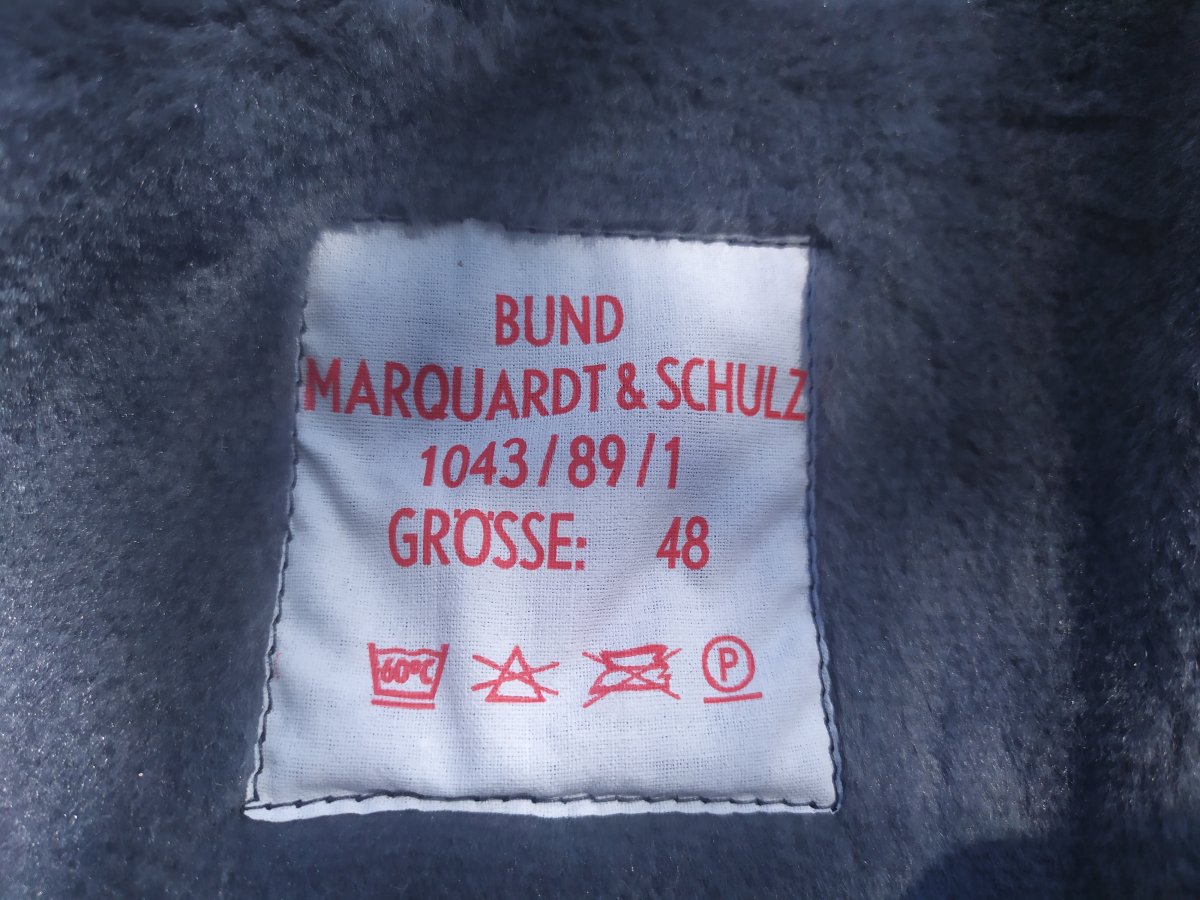 BUND
MARQUARDT & SCHULZ
1043/89/1
GRÖSSE: 48
60°C P